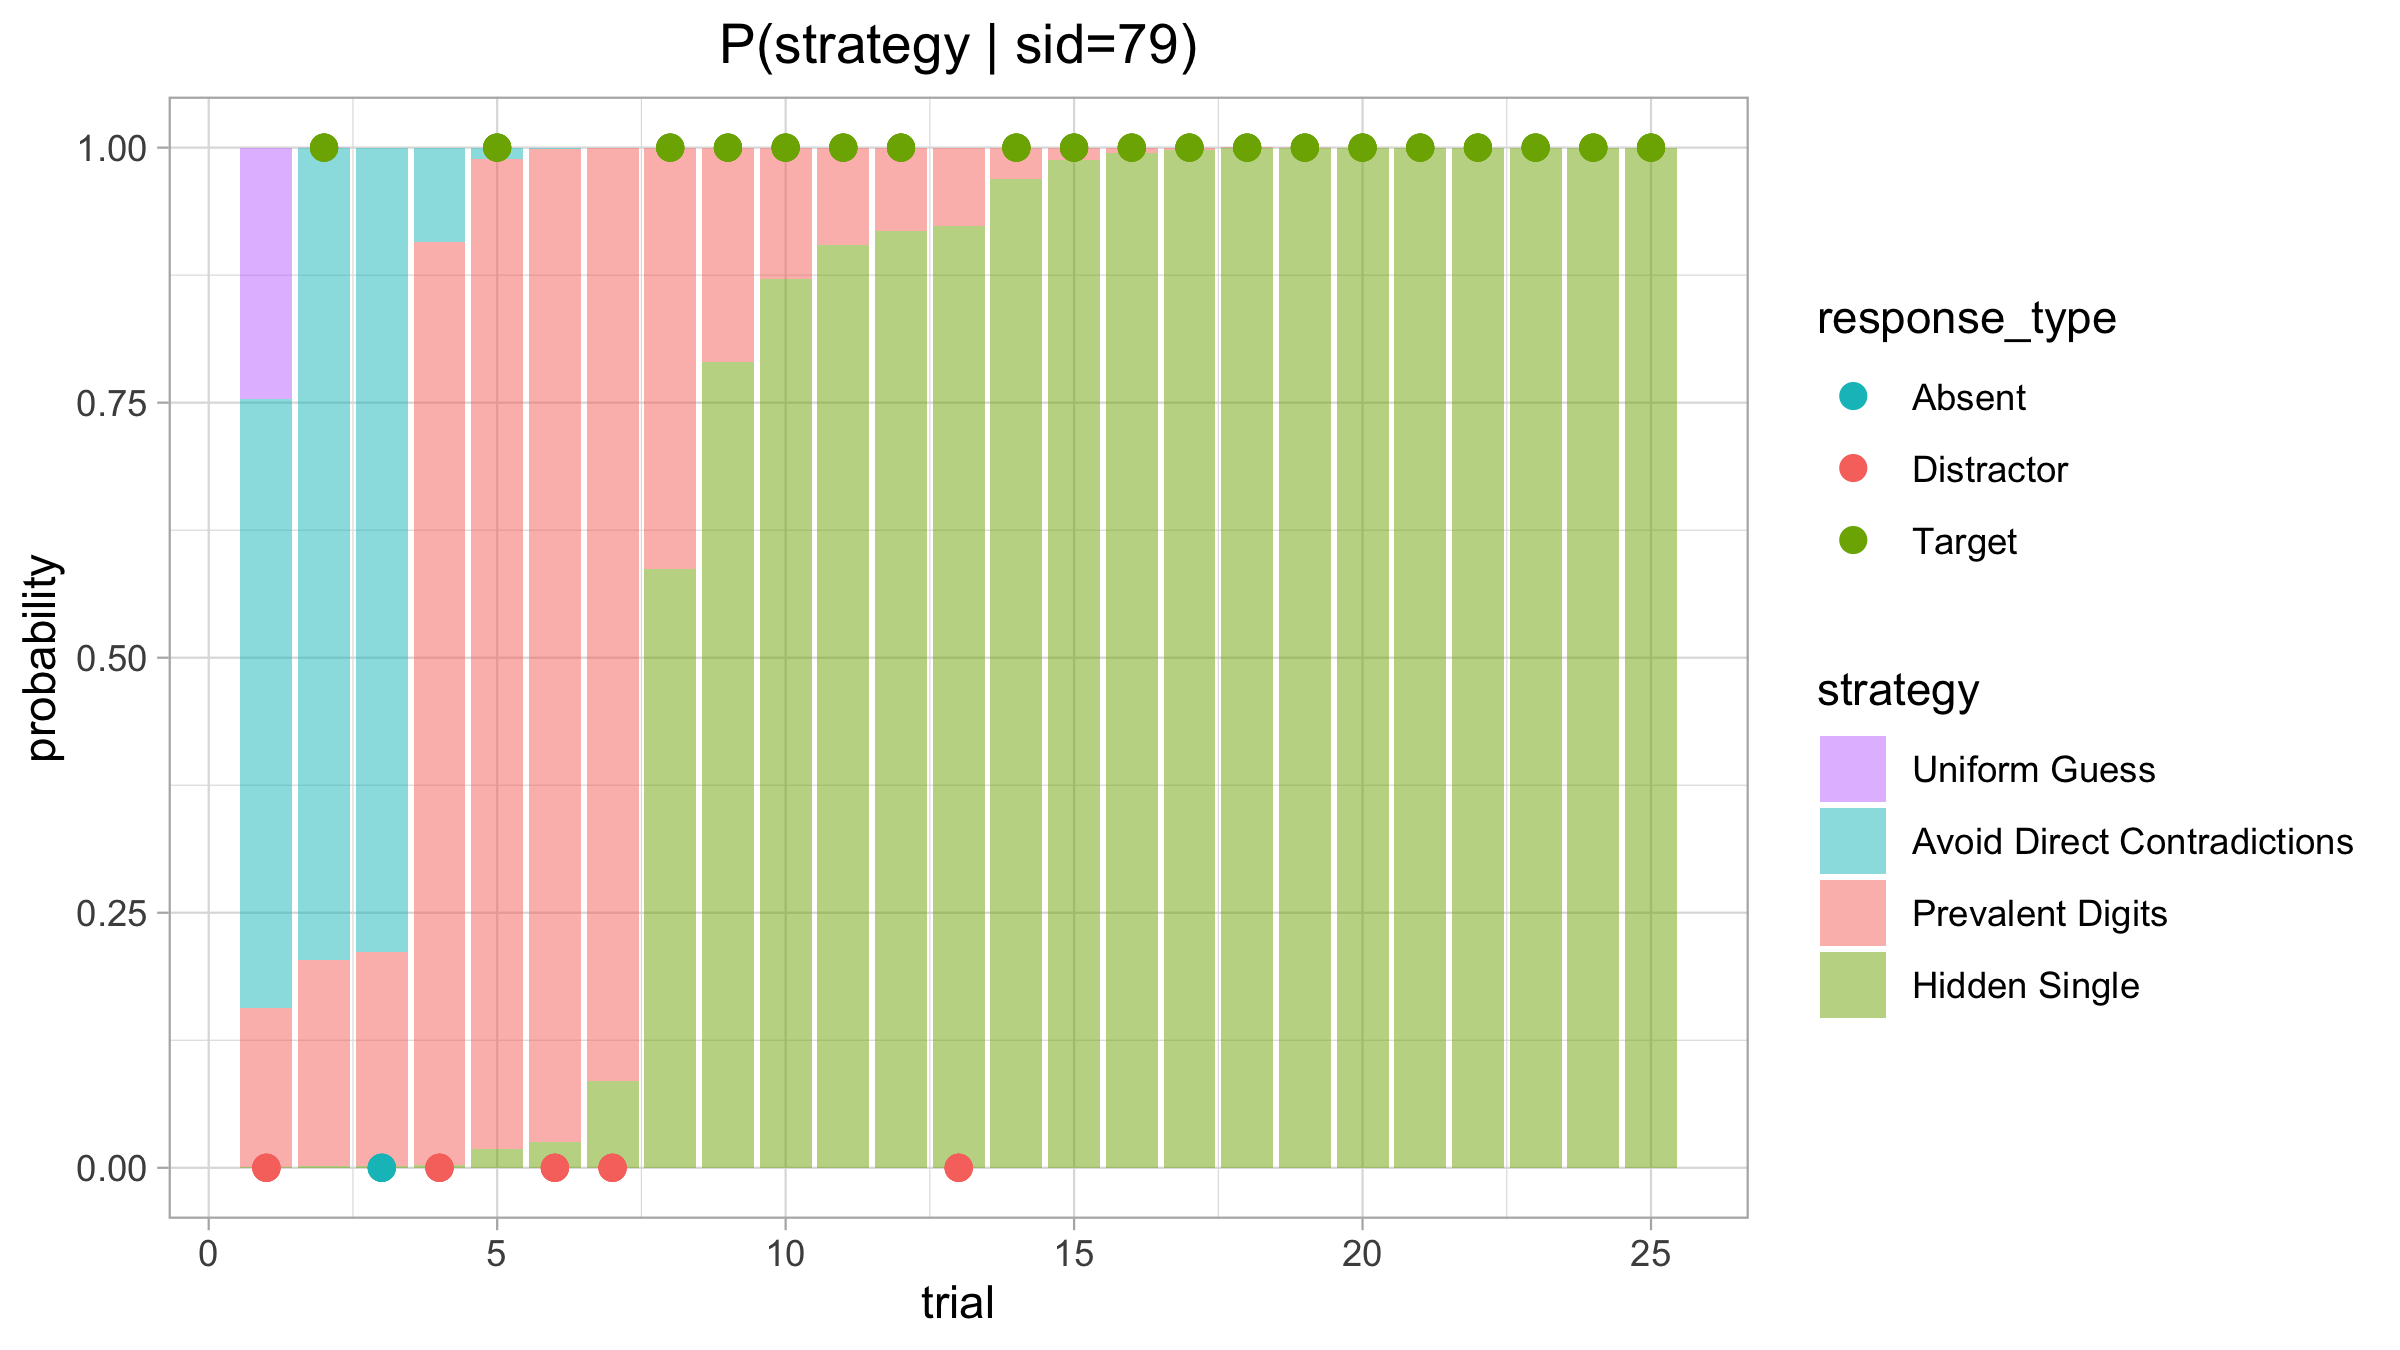 P(strategy | sid=79)
probability
1.00
0.75
0.50
0.25
0.00
0 5 10 15 20 25
trial
response_type
Absent
Distractor
Target
strategy
Uniform Guess
Avoid Direct Contradictions
Prevalent Digits
Hidden Single